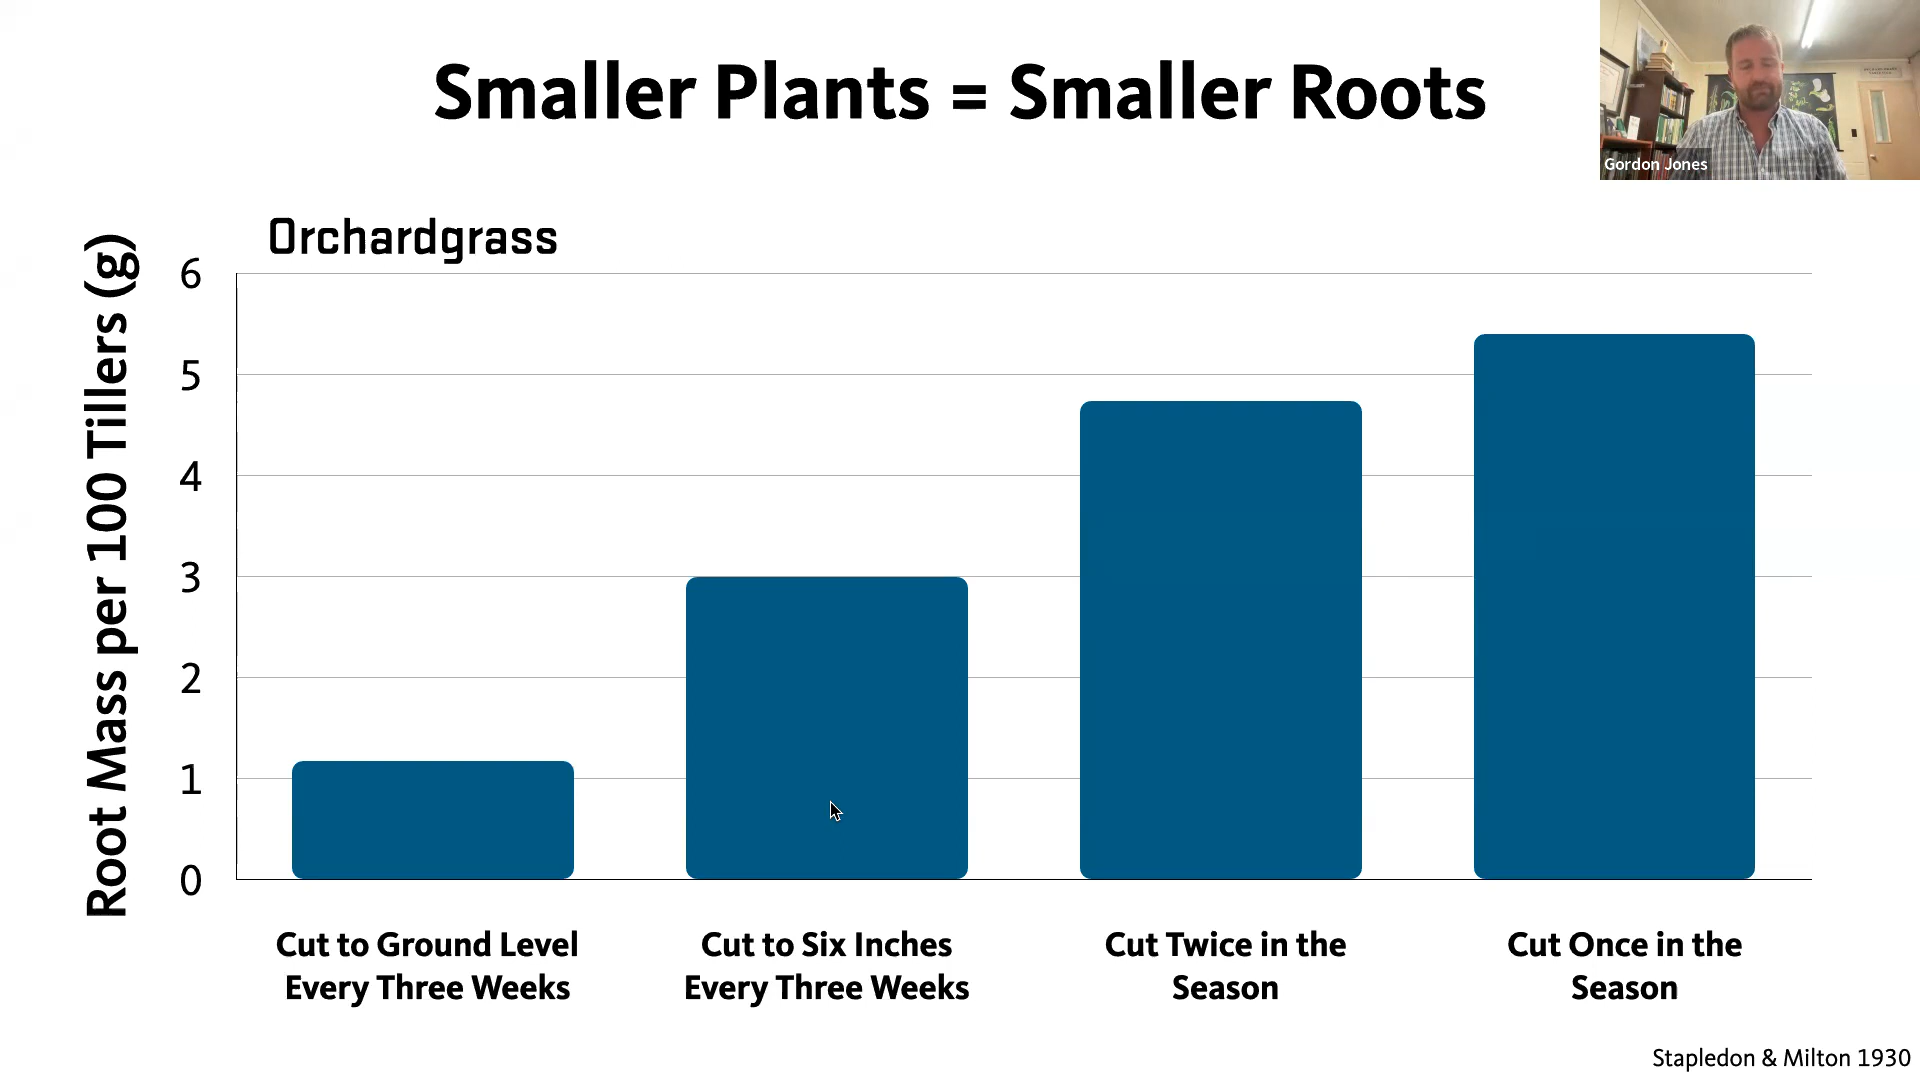 Smaller Plants = Smaller Roots
Gordon Jones
Orchardgrass
Root Mass per 100 Tillers (g)
6
5
4
3
2
1
0
Cut to Ground Level
Every Three Weeks
Cut to Six Inches
Every Three Weeks
Cut Twice in the
Season
Cut Once in the
Season
Stapledon & Milton 1930